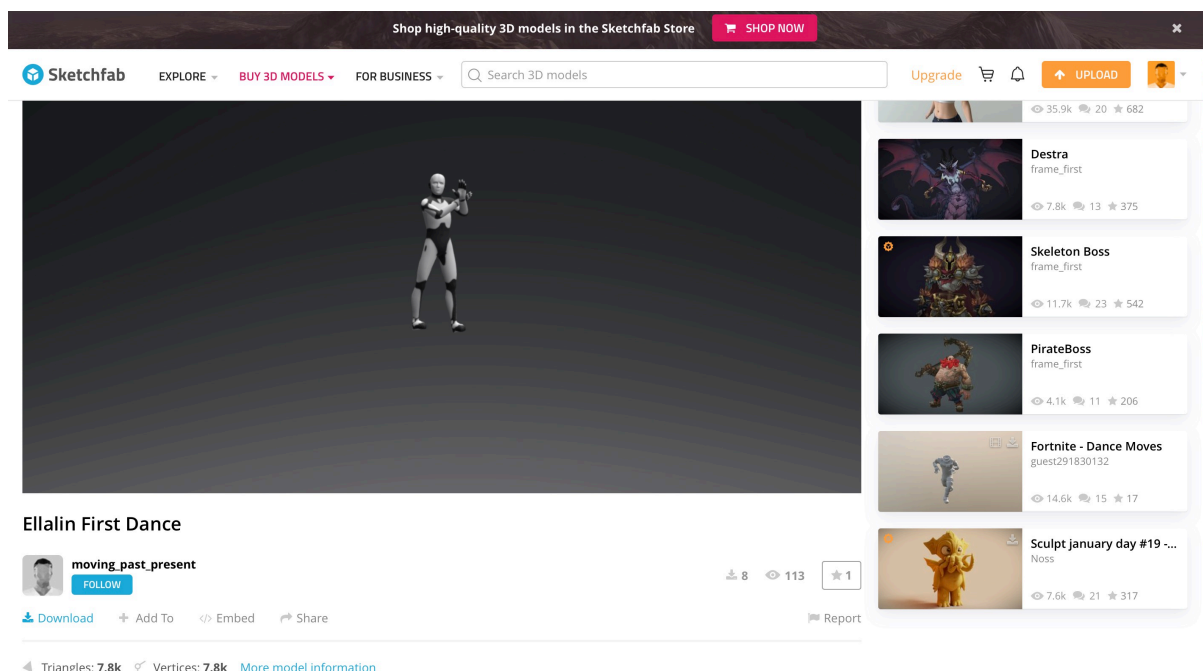 Shop high-quality 3D models in the Sketchfab Store SHOP NOW
Sketchfab EXPLORE BUY 3D MODELS FOR BUSINESS Search 3D models Upgrade UPLOAD
35.9k 20 682
Destra
frame_first
7.8k 13 375
Skeleton Boss
frame_first
11.7k 23 542
PirateBoss
frame_first
4.1k 11 206
Fortnite - Dance Moves
guest291830132
14.6k 15 17
Sculpt january day #19 -...
Noss
7.6k 21 317
Ellalin First Dance
moving_past_present
FOLLOW
8 113 1
Download Add To Embed Share Report
Triangles: 7.8k Vertices: 7.8k More model information